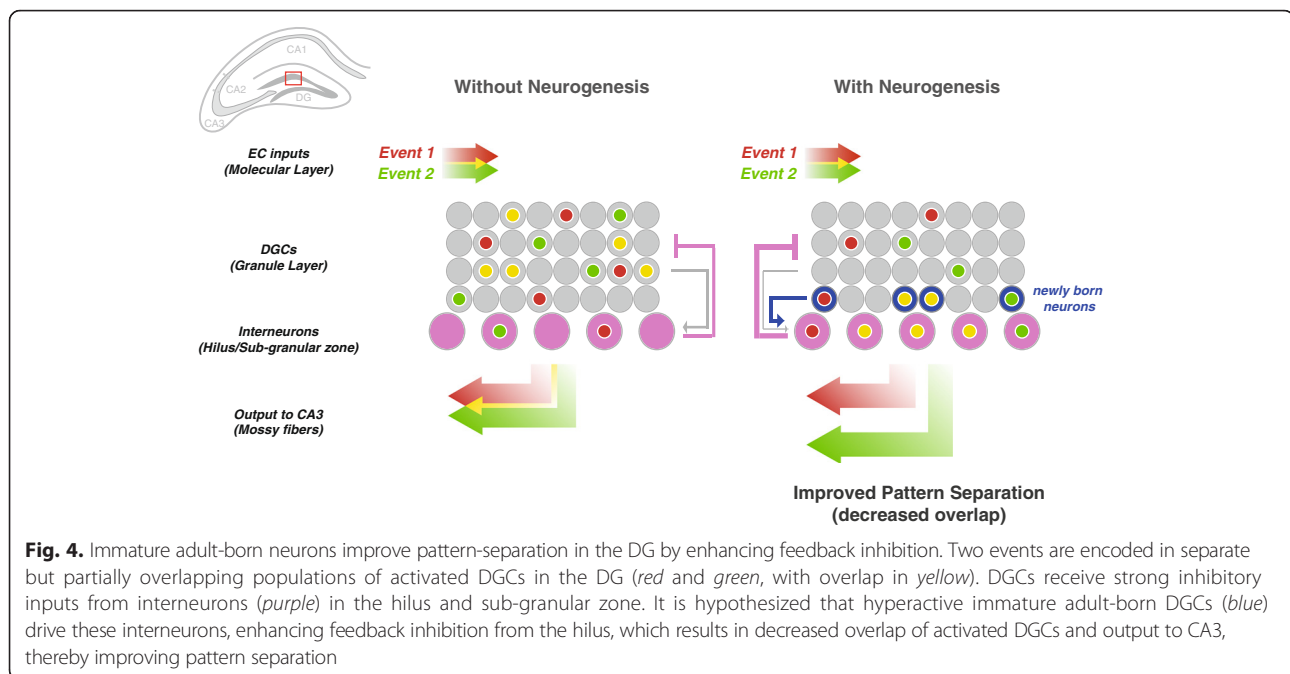 CA1
CA2
DG
CA3
Without Neurogenesis
With Neurogenesis
EC inputs
(Molecular Layer)
Event 1
Event 2
Event 1
Event 2
DGCs
(Granule Layer)
newly born
neurons
Interneurons
(Hilus/Sub-granular zone)
Output to CA3
(Mossy fibers)
Improved Pattern Separation
(decreased overlap)
Fig. 4. Immature adult-born neurons improve pattern-separation in the DG by enhancing feedback inhibition. Two events are encoded in separate
but partially overlapping populations of activated DGCs in the DG (red and green, with overlap in yellow). DGCs receive strong inhibitory
inputs from interneurons (purple) in the hilus and sub-granular zone. It is hypothesized that hyperactive immature adult-born DGCs (blue)
drive these interneurons, enhancing feedback inhibition from the hilus, which results in decreased overlap of activated DGCs and output to CA3,
thereby improving pattern separation